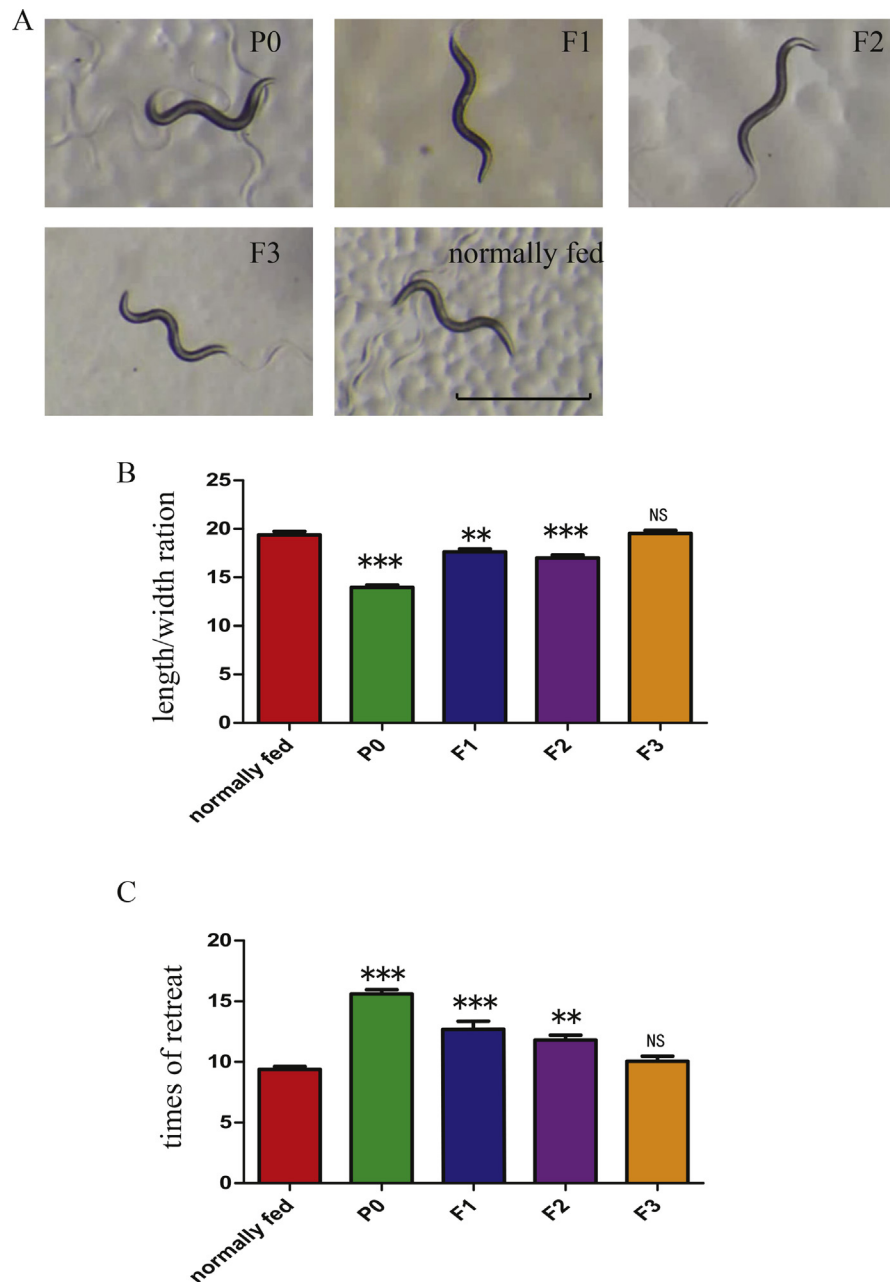 A
P0
F1
F2
F3
normally fed
B
length/width ration
25
20
15
10
5
0
***
**
***
NS
normally fed
P0
F1
F2
F3
C
times of retreat
20
15
10
5
0
***
***
**
NS
normally fed
P0
F1
F2
F3